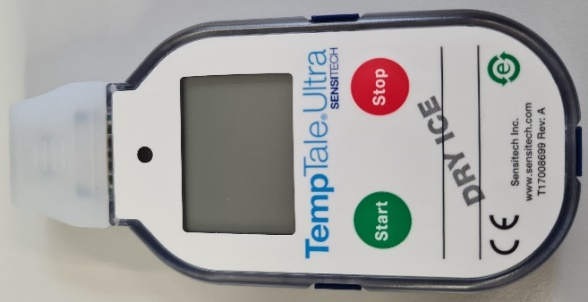 TempTale® Ultra
SENSITECH
Start
Stop
DRY ICE
CE
e
Sensitech Inc.
www.sensitech.com
T17008699 Rev: A